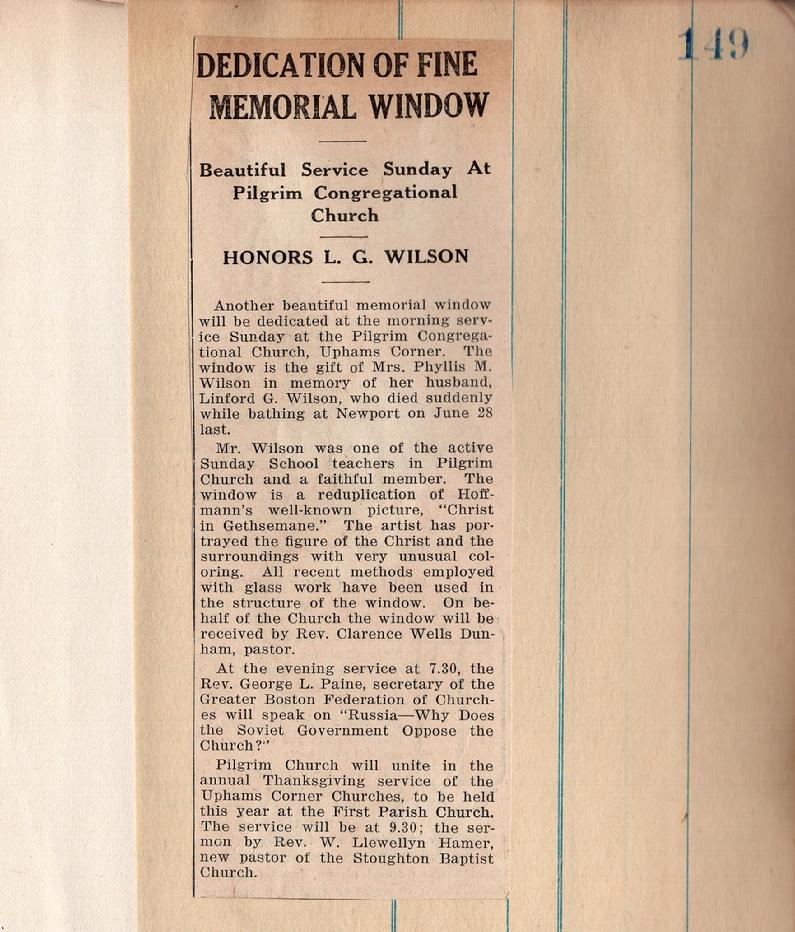 149
DEDICATION OF FINE
MEMORIAL WINDOW
Beautiful Service Sunday At
Pilgrim Congregational
Church
HONORS L. G. WILSON
Another beautiful memorial window
will be dedicated at the morning serv-
ice Sunday at the Pilgrim Congrega-
tional Church, Uphams Corner. The
window is the gift of Mrs. Phyllis M.
Wilson in memory of her husband,
Linford G. Wilson, who died suddenly
while bathing at Newport on June 28
last.
Mr. Wilson was one of the active
Sunday School teachers in Pilgrim
Church and a faithful member. The
window is a reduplication of Hoff-
mann's well-known picture, "Christ
in Gethsemane." The artist has por-
trayed the figure of the Christ and the
surroundings with very unusual col-
oring. All recent methods employed
with glass work have been used in
the structure of the window. On be-
half of the Church the window will be
received by Rev. Clarence Wells Dun-
ham, pastor.
At the evening service at 7.30, the
Rev. George L. Paine, secretary of the
Greater Boston Federation of Church-
es will speak on "Russia—Why Does
the Soviet Government Oppose the
Church?"
Pilgrim Church will unite in the
annual Thanksgiving service of the
Uphams Corner Churches, to be held
this year at the First Parish Church.
The service will be at 9.30; the ser-
mon by Rev. W. Llewellyn Hamer,
new pastor of the Stoughton Baptist
Church.